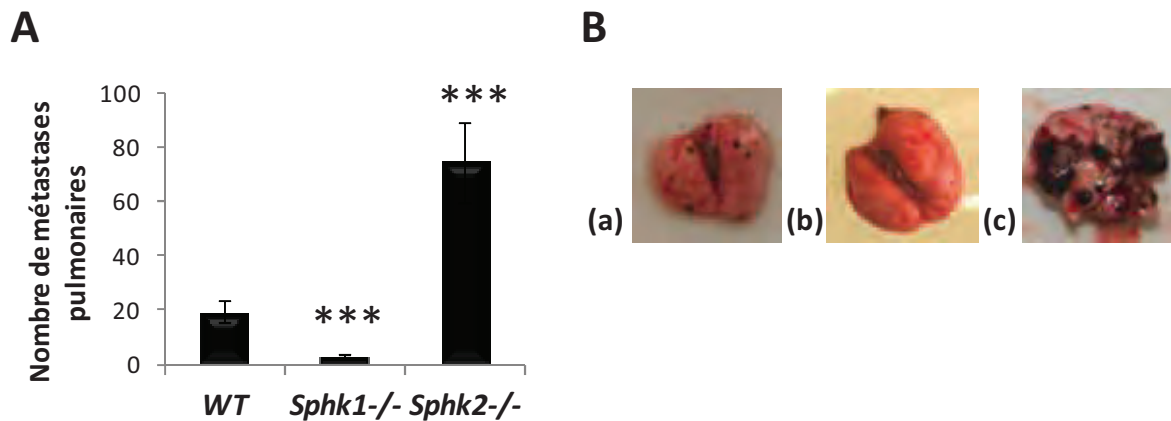 A
B
Nombre de métastases
pulmonaires
100
80
60
40
20
0
***
***
WT
Sphk1-/-
Sphk2-/-
(a)
(b)
(c)